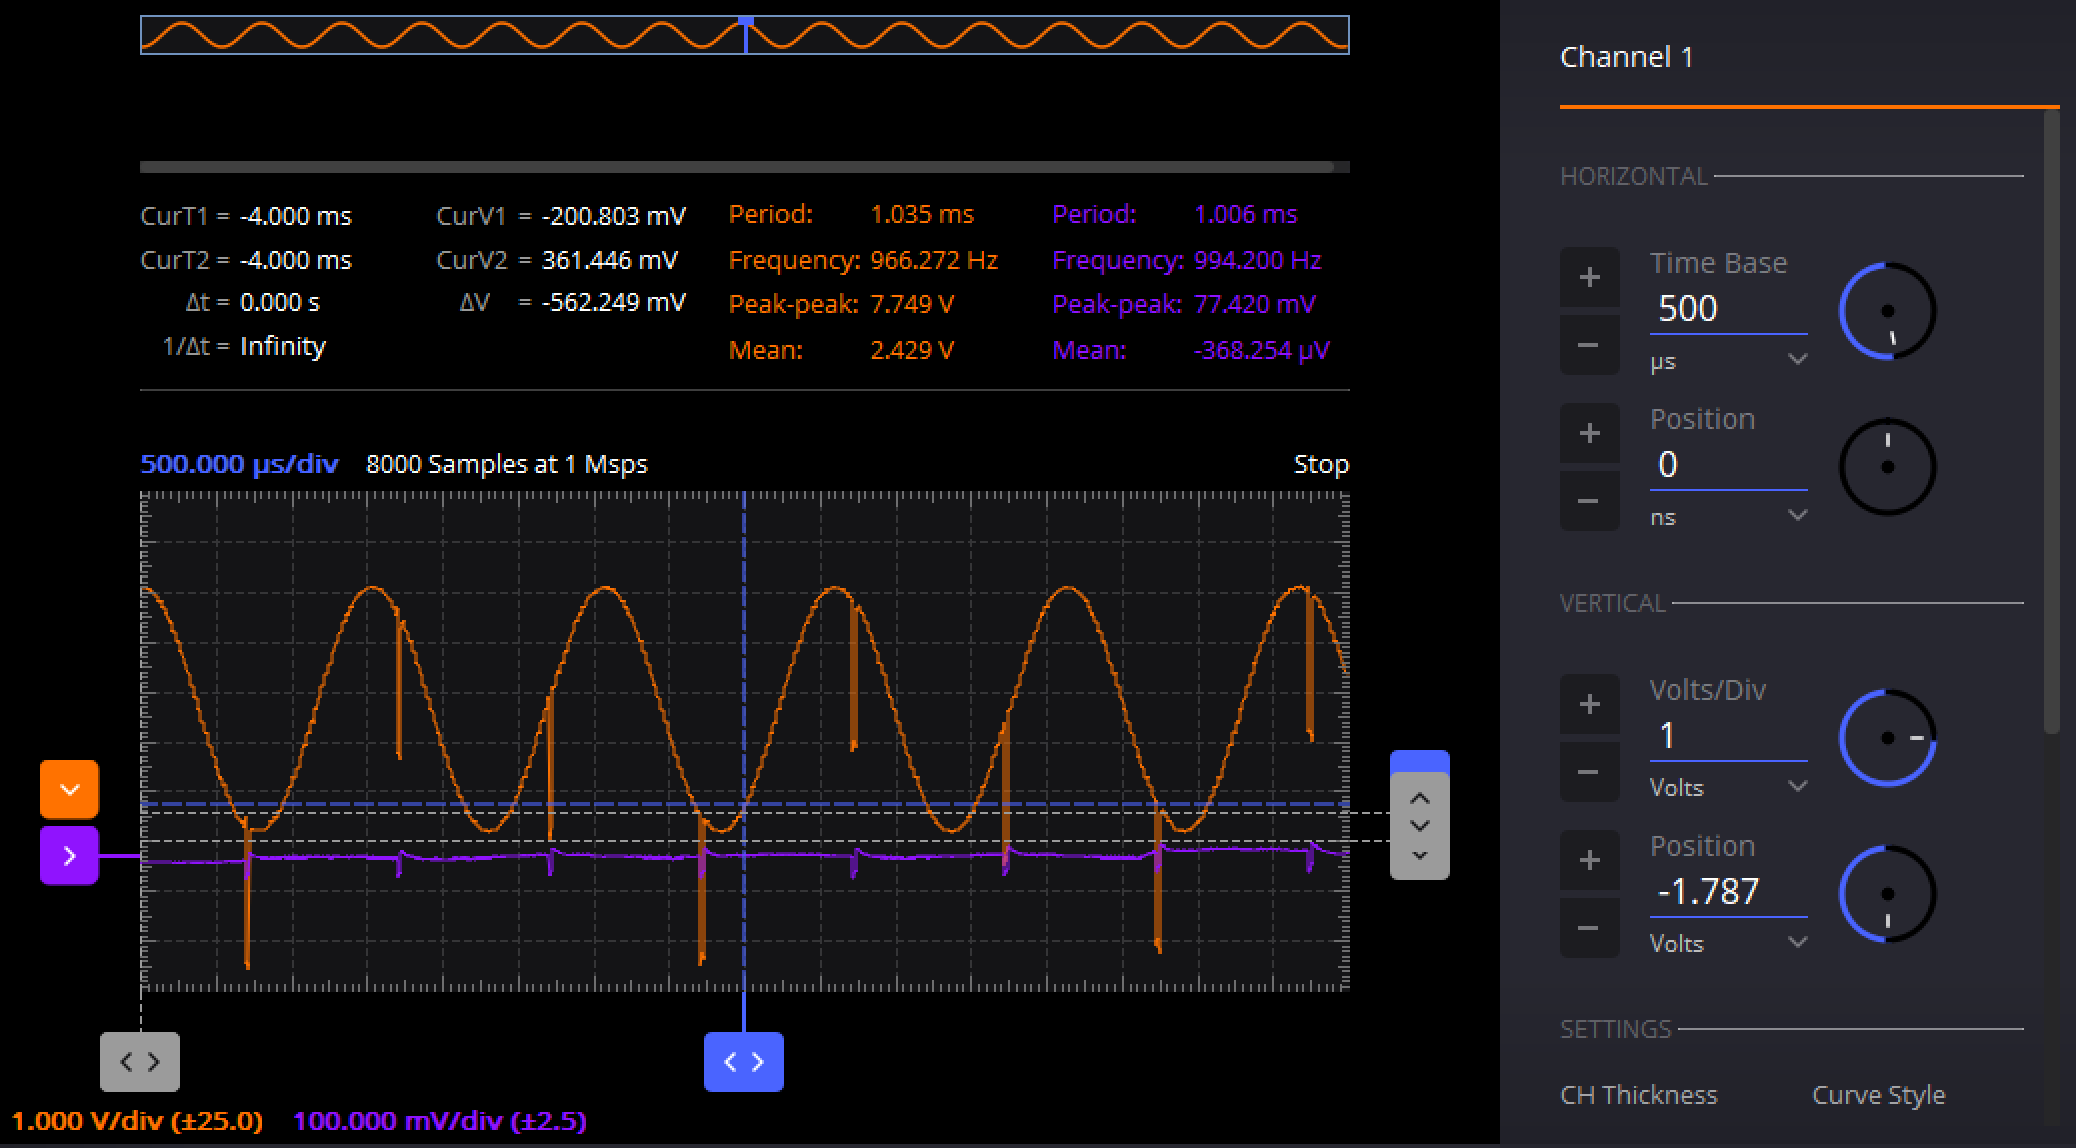 Channel 1
HORIZONTAL
CurT1 = -4.000 ms CurV1 = -200.803 mV Period: 1.035 ms Period: 1.006 ms
CurT2 = -4.000 ms CurV2 = 361.446 mV Frequency: 966.272 Hz Frequency: 994.200 Hz
Δt = 0.000 s ΔV = -562.249 mV Peak-peak: 7.749 V Peak-peak: 77.420 mV
1/Δt = Infinity Mean: 2.429 V Mean: -368.254 µV
+ Time Base
500
− µs
+ Position
0
− ns
500.000 µs/div 8000 Samples at 1 Msps Stop
VERTICAL
+ Volts/Div
1
− Volts
+ Position
-1.787
− Volts
SETTINGS
CH Thickness Curve Style
1.000 V/div (±25.0) 100.000 mV/div (±2.5)